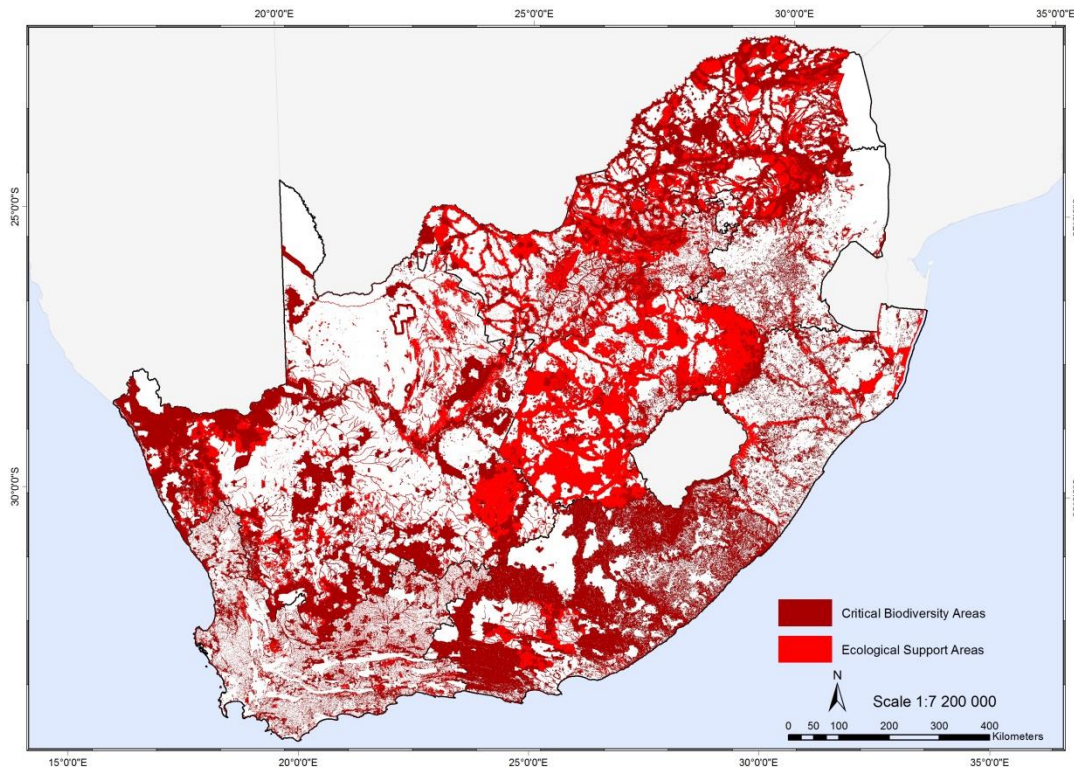 20°0'0"E 25°0'0"E 30°0'0"E 35°0'0"E
25°0'0"S
30°0'0"S
Critical Biodiversity Areas
Ecological Support Areas
N
Scale 1:7 200 000
0 50 100 200 300 400
Kilometers
15°0'0"E 20°0'0"E 25°0'0"E 30°0'0"E 35°0'0"E